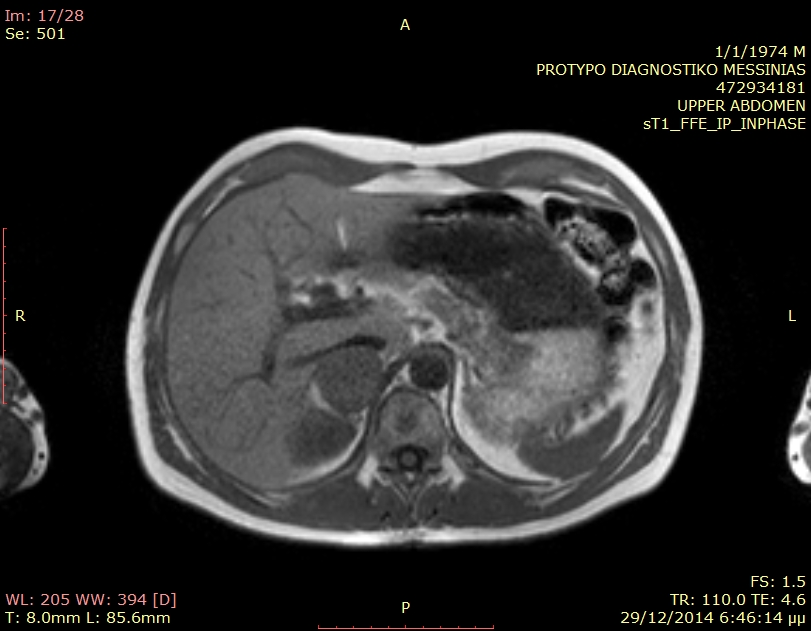 Im: 17/28
Se: 501
A
1/1/1974 M
PROTYPO DIAGNOSTIKO MESSINIAS
472934181
UPPER ABDOMEN
sT1_FFE_IP_INPHASE
R
L
WL: 205 WW: 394 [D]
T: 8.0mm L: 85.6mm
P
FS: 1.5
TR: 110.0 TE: 4.6
29/12/2014 6:46:14 μμ